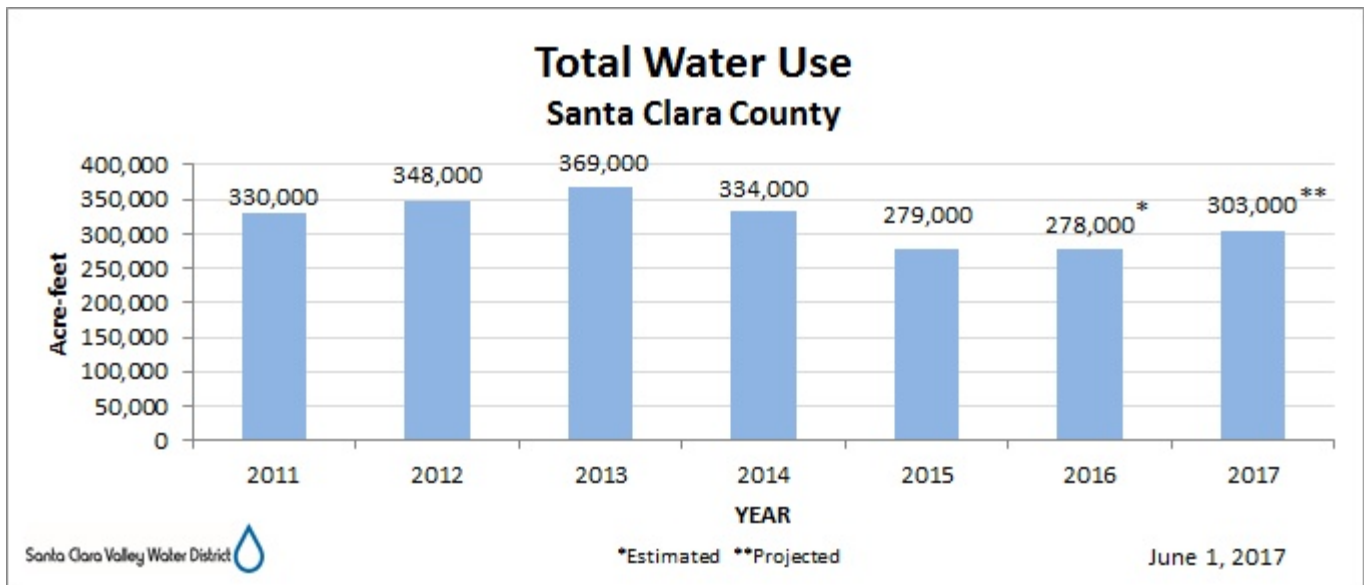 Total Water Use
Santa Clara County
400,000
350,000
300,000
250,000
200,000
150,000
100,000
50,000
0
Acre-feet
330,000
348,000
369,000
334,000
279,000
278,000*
303,000**
2011 2012 2013 2014 2015 2016 2017
YEAR
Santa Clara Valley Water District
*Estimated **Projected
June 1, 2017